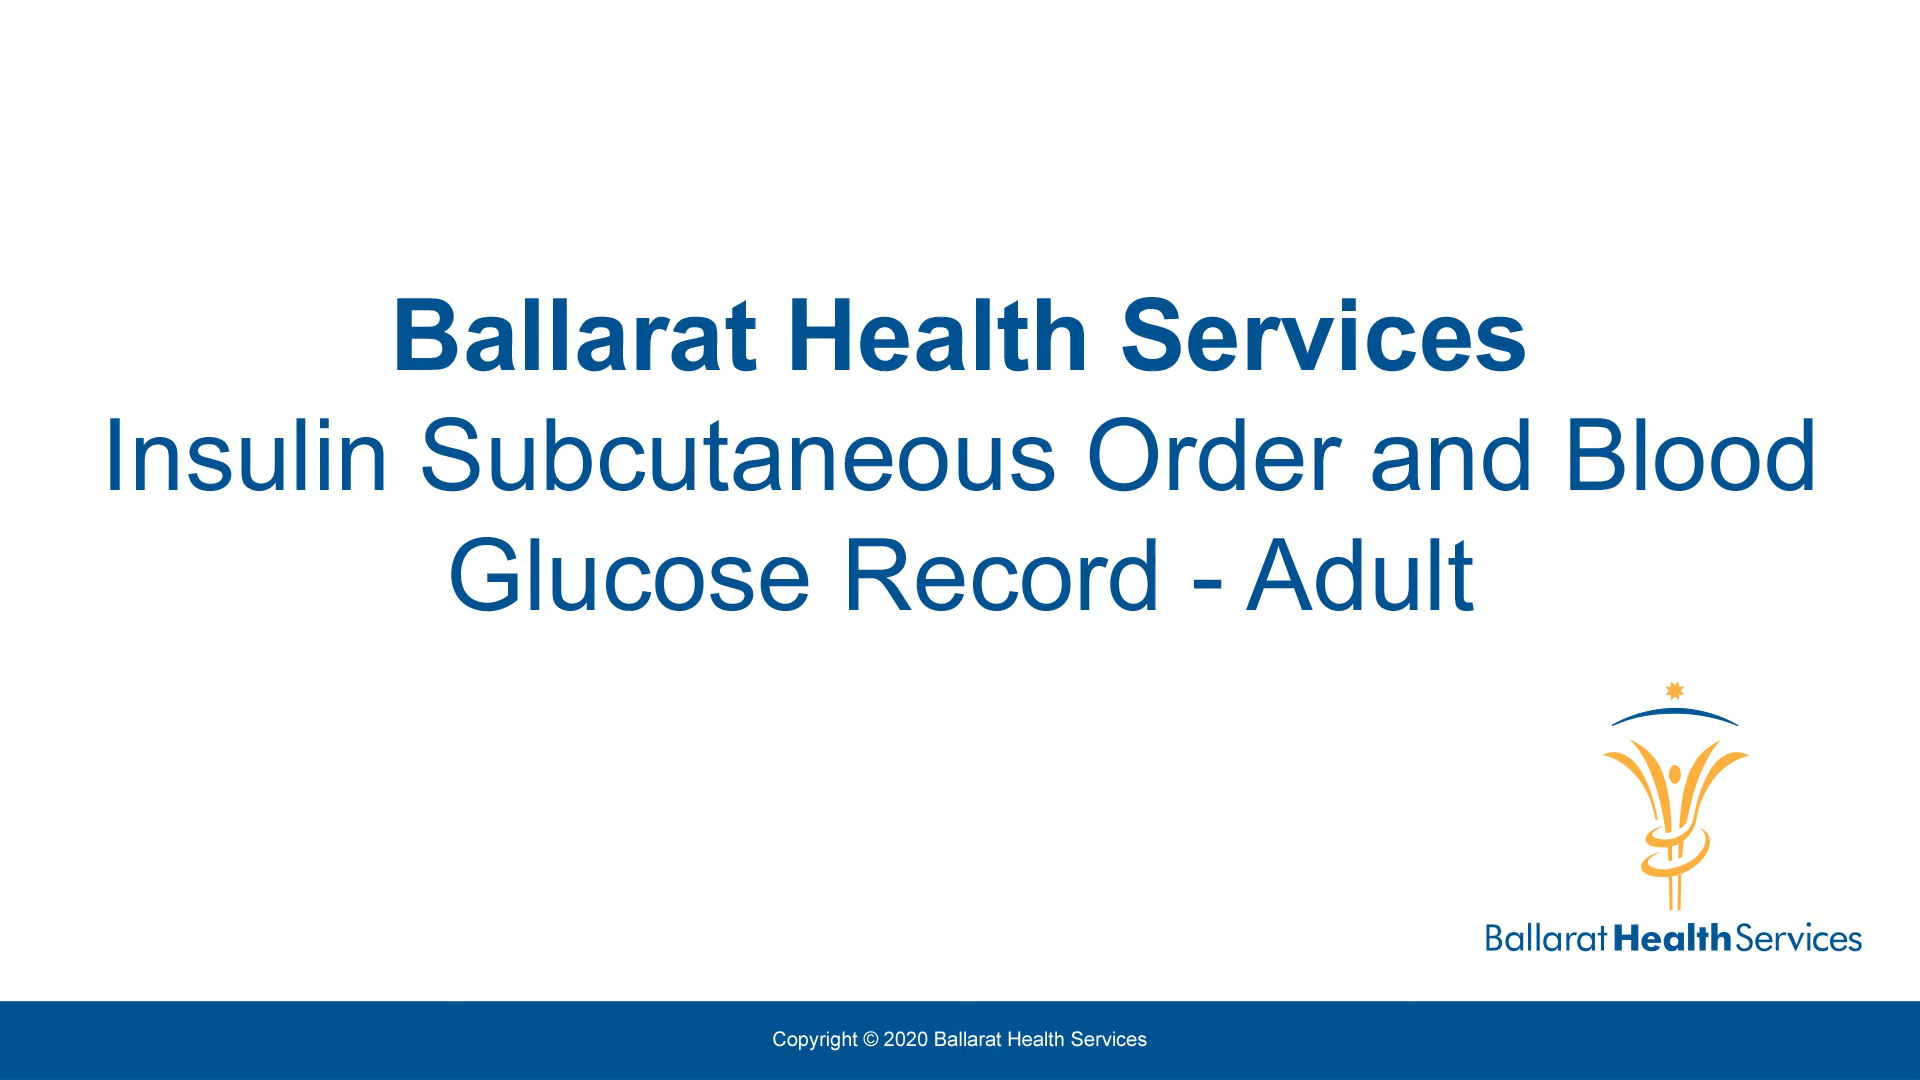 Ballarat Health Services
Insulin Subcutaneous Order and Blood
Glucose Record - Adult
Ballarat Health Services
Copyright © 2020 Ballarat Health Services